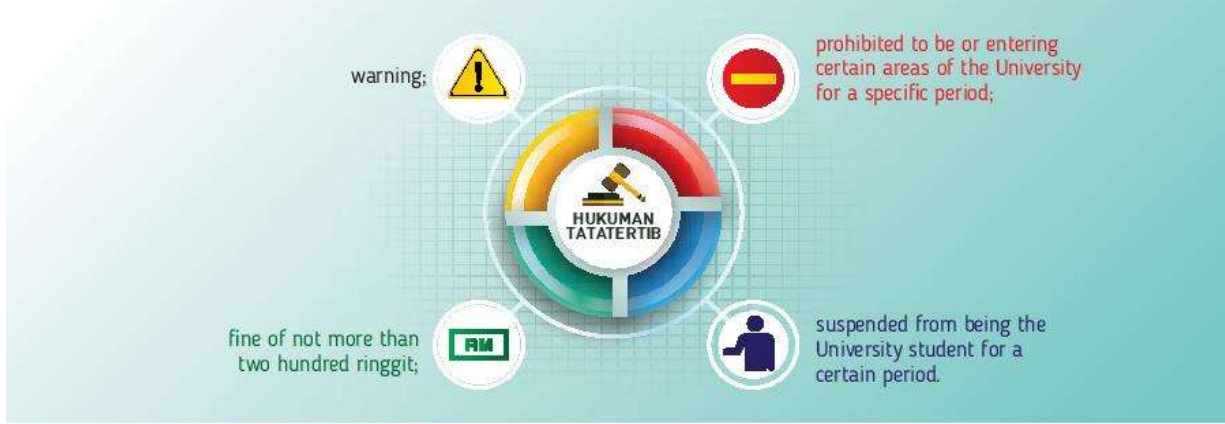 warning;
prohibited to be or entering
certain areas of the University
for a specific period;
HUKUMAN
TATATERTIB
fine of not more than
two hundred ringgit;
RM
suspended from being the
University student for a
certain period.